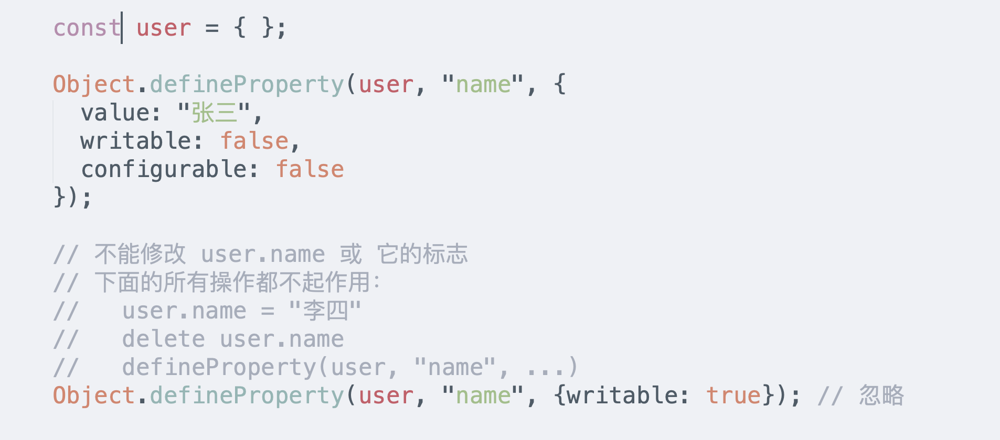 const user = { };
Object.defineProperty(user, "name", {
  value: "张三",
  writable: false,
  configurable: false
});
// 不能修改 user.name 或 它的标志
// 下面的所有操作都不起作用：
//   user.name = "李四"
//   delete user.name
//   defineProperty(user, "name", ...)
Object.defineProperty(user, "name", {writable: true}); // 忽略